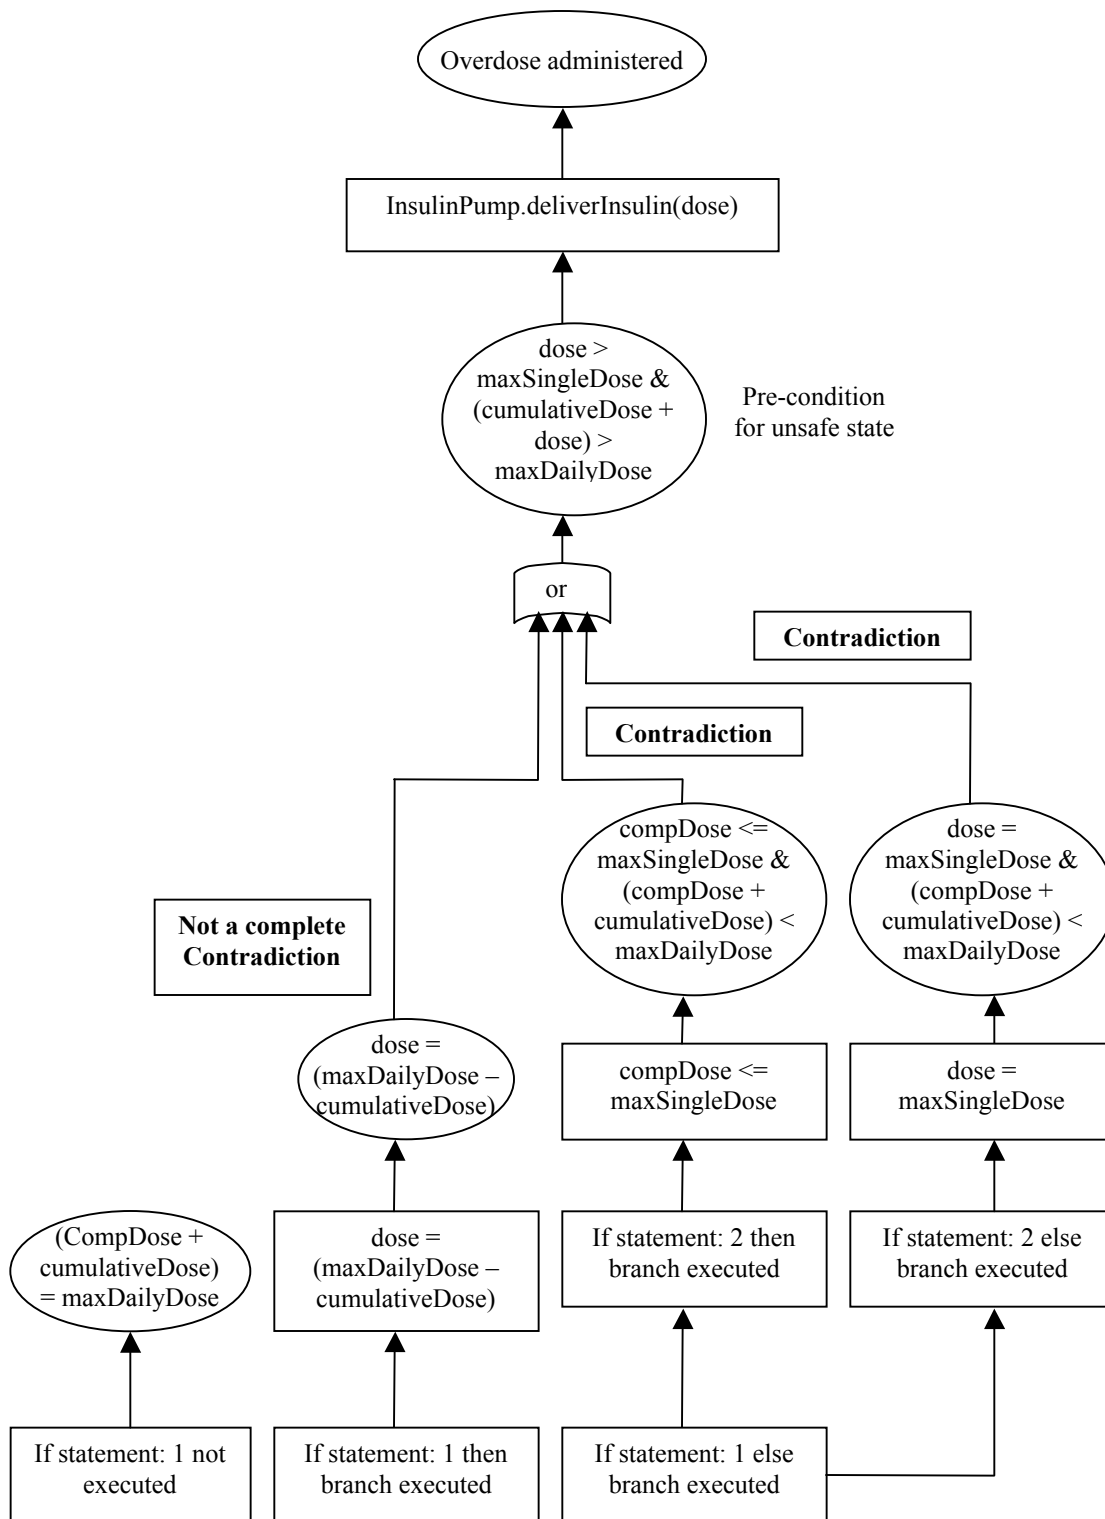 Overdose administered
InsulinPump.deliverInsulin(dose)
dose >
maxSingleDose &
(cumulativeDose +
dose) >
maxDailyDose
Pre-condition
for unsafe state
or
Contradiction
Contradiction
Not a complete
Contradiction
compDose <=
maxSingleDose &
(compDose +
cumulativeDose) <
maxDailyDose
dose =
maxSingleDose &
(compDose +
cumulativeDose) <
maxDailyDose
dose =
(maxDailyDose –
cumulativeDose)
compDose <=
maxSingleDose
dose =
maxSingleDose
(CompDose +
cumulativeDose)
= maxDailyDose
dose =
(maxDailyDose –
cumulativeDose)
If statement: 2 then
branch executed
If statement: 2 else
branch executed
If statement: 1 not
executed
If statement: 1 then
branch executed
If statement: 1 else
branch executed